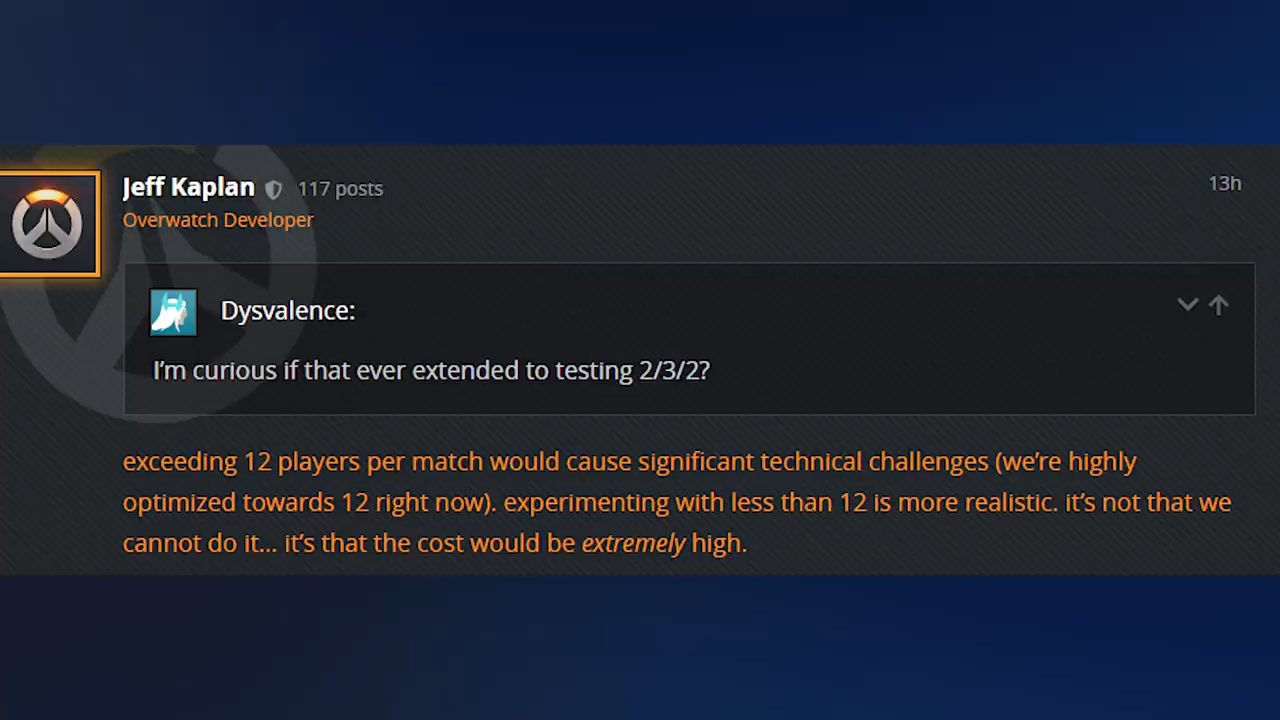 Jeff Kaplan 117 posts 13h
Overwatch Developer
Dysvalence:
I'm curious if that ever extended to testing 2/3/2?
exceeding 12 players per match would cause significant technical challenges (we're highly
optimized towards 12 right now). experimenting with less than 12 is more realistic. it's not that we
cannot do it... it's that the cost would be extremely high.